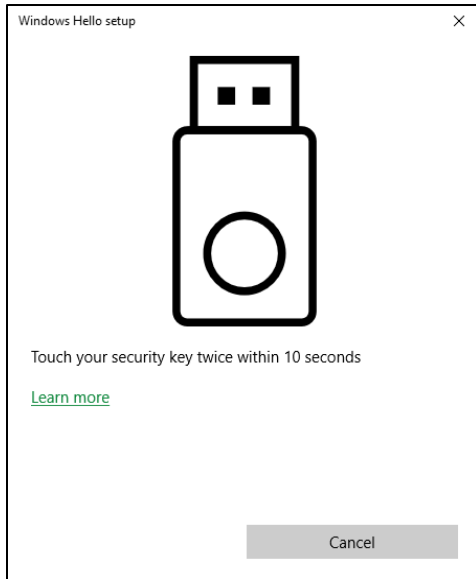 Windows Hello setup
Touch your security key twice within 10 seconds
Learn more
Cancel